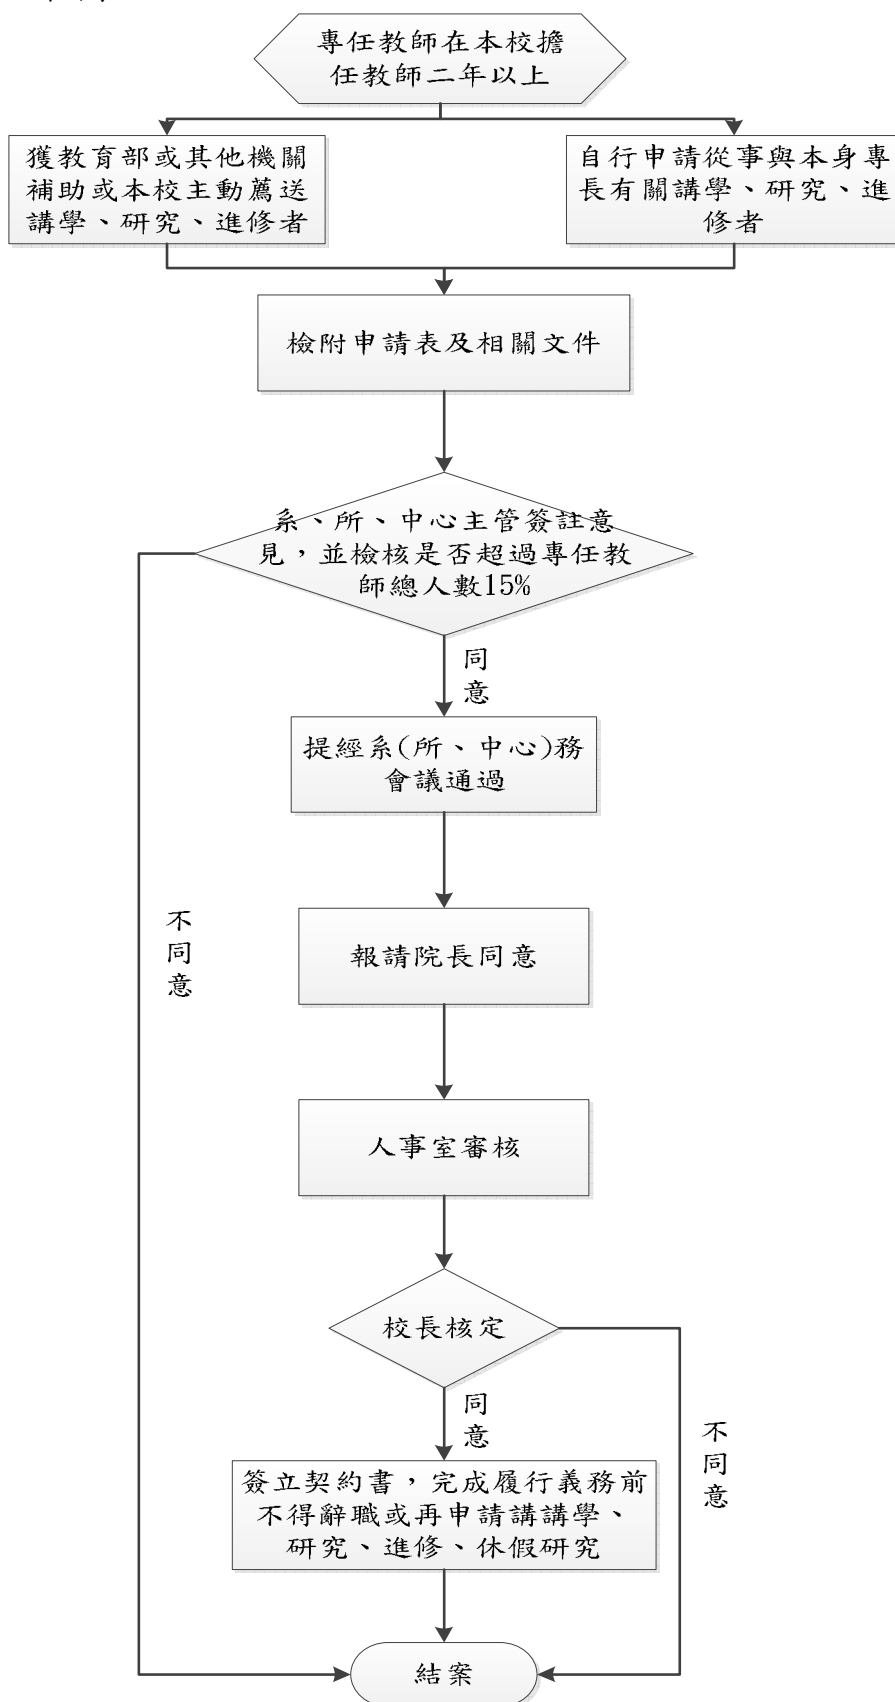 專任教師在本校擔
任教師二年以上
獲教育部或其他機關
補助或本校主動薦送
講學、研究、進修者
自行申請從事與本身專
長有關講學、研究、進
修者
檢附申請表及相關文件
系、所、中心主管簽註意
見，並檢核是否超過專任教
師總人數15%
同
意
提經系(所、中心)務
會議通過
不
同
意
報請院長同意
人事室審核
校長核定
同
意
不
同
意
簽立契約書，完成履行義務前
不得辭職或再申請講講學、
研究、進修、休假研究
結案